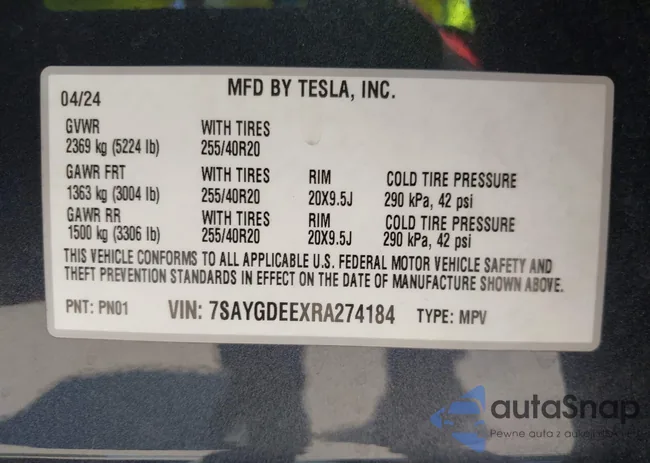 MFD BY TESLA, INC.
04/24
GVWR WITH TIRES
2369 kg (5224 lb) 255/40R20
GAWR FRT WITH TIRES RIM COLD TIRE PRESSURE
1363 kg (3004 lb) 255/40R20 20X9.5J 290 kPa, 42 psi
GAWR RR WITH TIRES RIM COLD TIRE PRESSURE
1500 kg (3306 lb) 255/40R20 20X9.5J 290 kPa, 42 psi
THIS VEHICLE CONFORMS TO ALL APPLICABLE U.S. FEDERAL MOTOR VEHICLE SAFETY AND
THEFT PREVENTION STANDARDS IN EFFECT ON THE DATE OF MANUFACTURE SHOWN ABOVE.
PNT: PN01 VIN: 7SAYGDEEXRA274184 TYPE: MPV
autaSnap
Pewne auta z